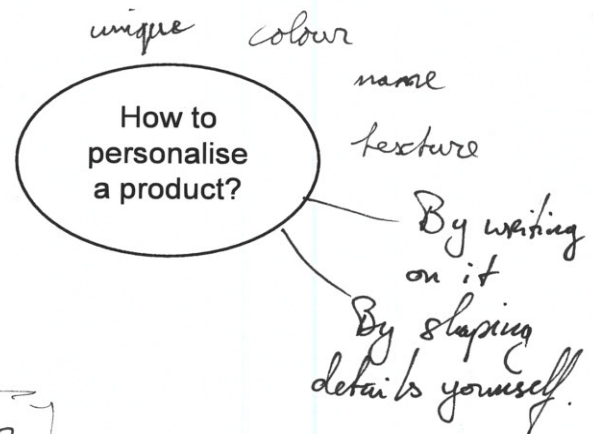 unique colour
name
texture
How to
personalise
a product?
By writing
on it
By shaping
details yourself.